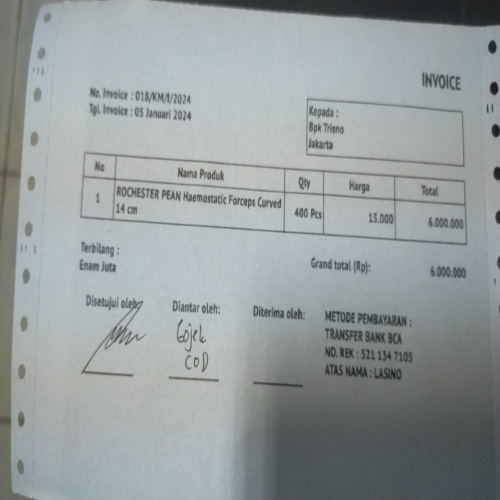 INVOICE
No. Invoice : 018/KM/I/2024
Tgl. Invoice : 05 Januari 2024
Kepada :
Bpk Trisno
Jakarta
No Nama Produk Qty Harga Total
1 ROCHESTER PEAN Haemostatic Forceps Curved 14 cm 400 Pcs 15.000 6.000.000
Terbilang :
Enam Juta
Grand total (Rp): 6.000.000
Disetujui oleh: Diantar oleh: Diterima oleh:
Gojek
COD
METODE PEMBAYARAN :
TRANSFER BANK BCA
NO. REK : 521 134 7105
ATAS NAMA : LASINO